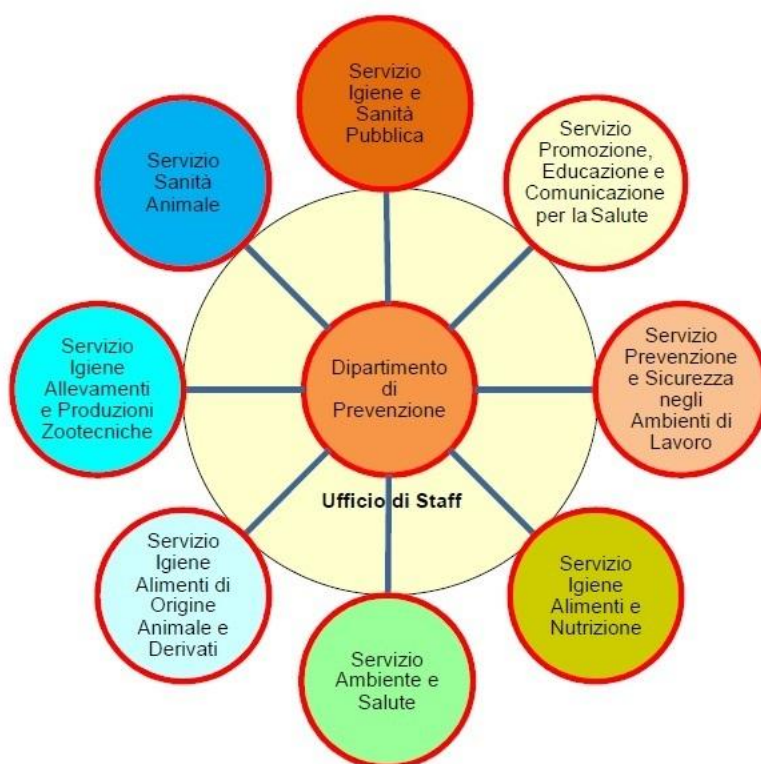 Servizio
Igiene e
Sanità
Pubblica
Servizio
Promozione,
Educazione e
Comunicazione
per la Salute
Servizio
Prevenzione
e Sicurezza
negli
Ambienti di
Lavoro
Servizio
Igiene
Alimenti e
Nutrizione
Servizio
Ambiente e
Salute
Servizio
Igiene
Alimenti di
Origine
Animale e
Derivati
Servizio
Igiene
Allevamenti
e Produzioni
Zootecniche
Servizio
Sanità
Animale
Dipartimento
di
Prevenzione
Ufficio di Staff